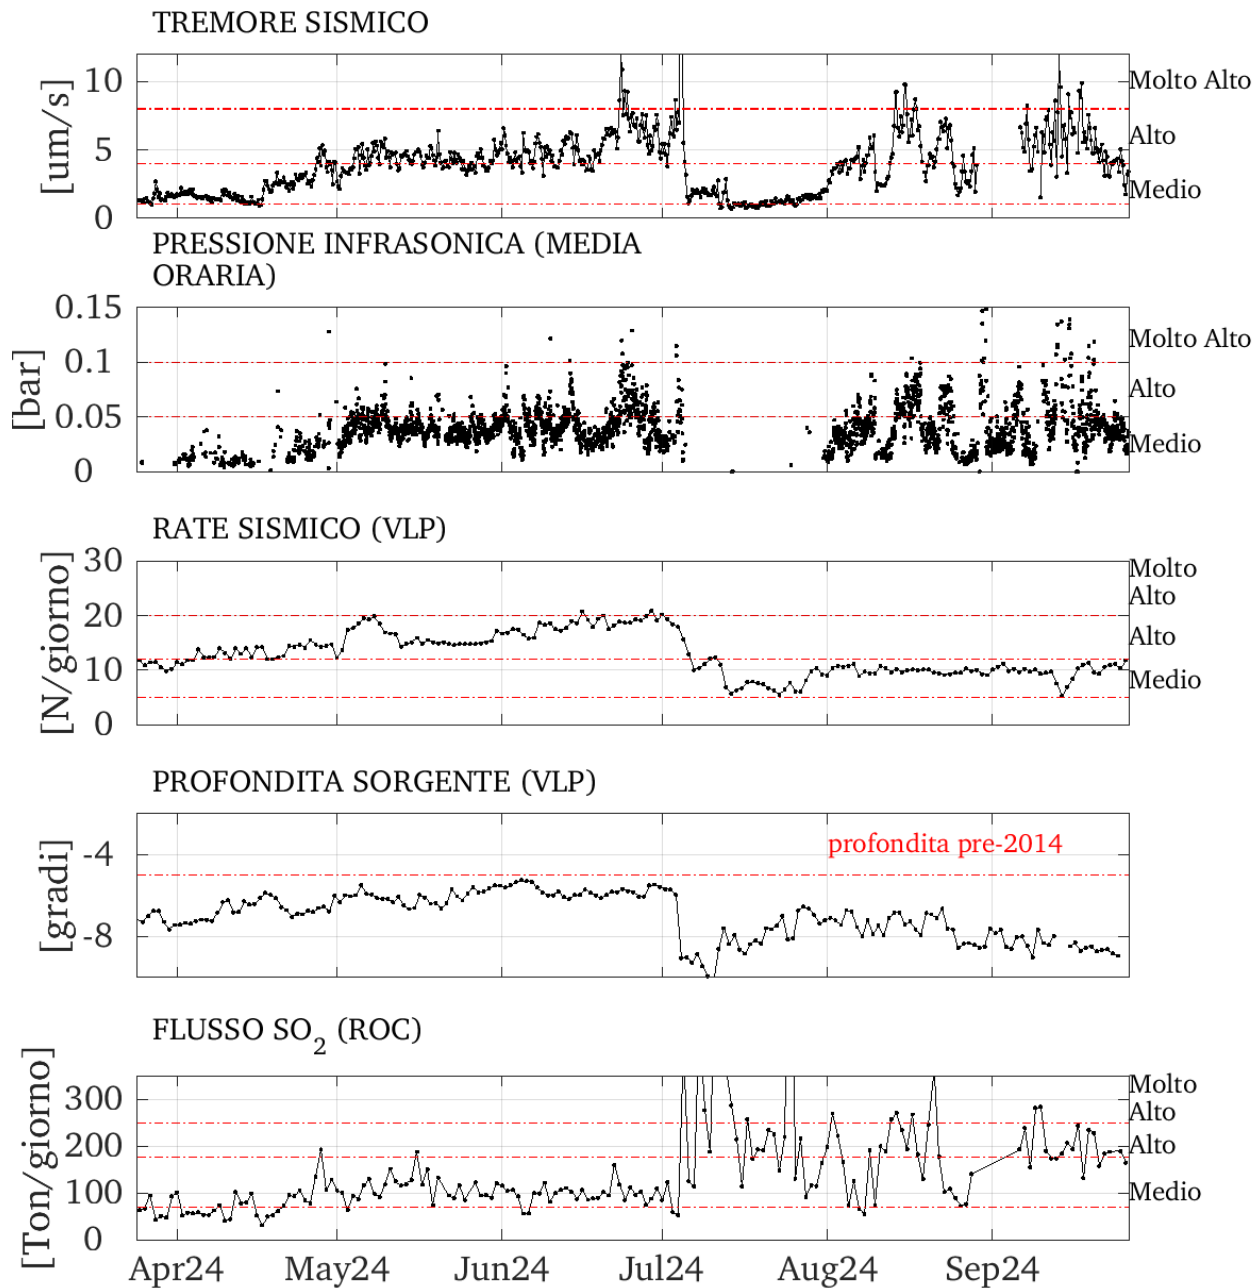 TREMORE SISMICO
[um/s]
10
5
0
Molto Alto
Alto
Medio
PRESSIONE INFRASONICA (MEDIA
ORARIA)
[bar]
0.15
0.1
0.05
0
Molto Alto
Alto
Medio
RATE SISMICO (VLP)
[N/giorno]
30
20
10
0
Molto
Alto
Alto
Medio
PROFONDITA SORGENTE (VLP)
[gradi]
-4
-8
profondita pre-2014
FLUSSO SO2 (ROC)
[Ton/giorno]
300
200
100
0
Molto
Alto
Alto
Medio
Apr24 May24 Jun24 Jul24 Aug24 Sep24